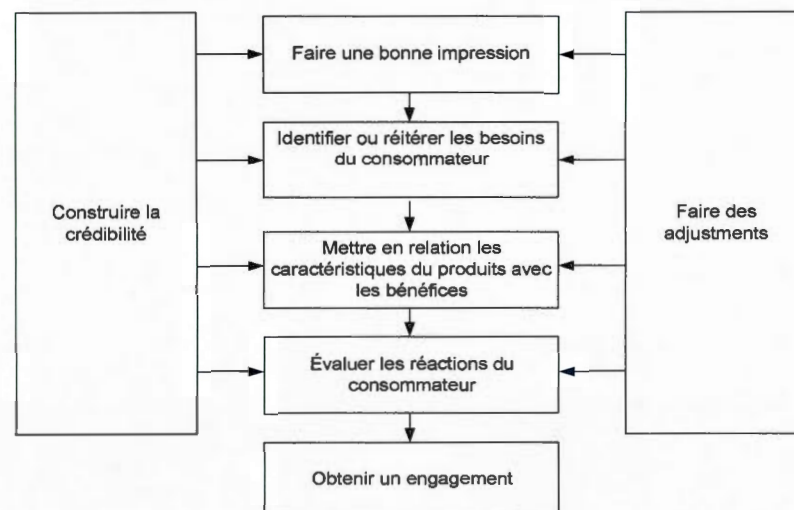 Faire une bonne impression
Identifier ou réitérer les besoins
du consommateur
Construire la
crédibilité
Faire des
adjustments
Mettre en relation les
caractéristiques du produits avec
les bénéfices
Évaluer les réactions du
consommateur
Obtenir un engagement